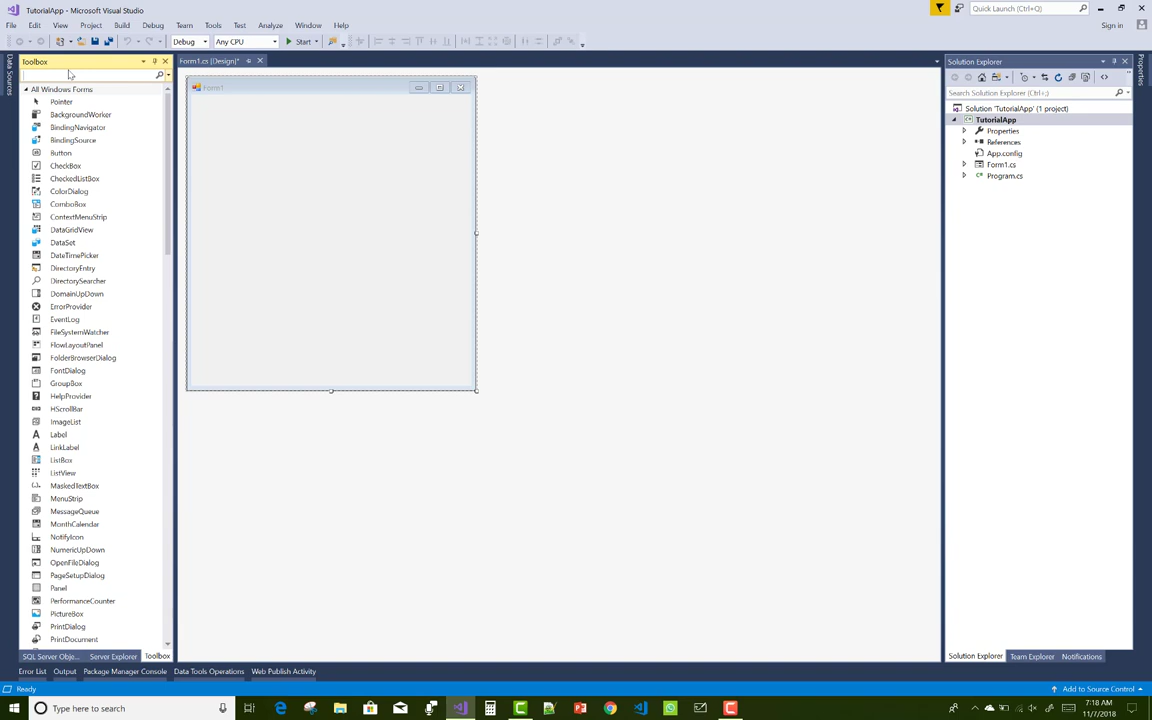 TutorialApp - Microsoft Visual Studio
Quick Launch (Ctrl+Q)
File Edit View Project Build Debug Team Tools Test Analyze Window Help
Sign in
Debug Any CPU Start
Data Sources
Toolbox
Form1.cs [Design]*
Solution Explorer
Properties
Search Solution Explorer (Ctrl+;)
All Windows Forms
Form1
Pointer
BackgroundWorker
BindingNavigator
BindingSource
Button
CheckBox
CheckedListBox
ColorDialog
ComboBox
ContextMenuStrip
DataGridView
DataSet
DateTimePicker
DirectoryEntry
DirectorySearcher
DomainUpDown
ErrorProvider
EventLog
FileSystemWatcher
FlowLayoutPanel
FolderBrowserDialog
FontDialog
GroupBox
HelpProvider
HScrollBar
ImageList
Label
LinkLabel
ListBox
ListView
MaskedTextBox
MenuStrip
MessageQueue
MonthCalendar
NotifyIcon
NumericUpDown
OpenFileDialog
PageSetupDialog
Panel
PerformanceCounter
PictureBox
PrintDialog
PrintDocument
Solution 'TutorialApp' (1 project)
TutorialApp
Properties
References
App.config
Form1.cs
Program.cs
SQL Server Obje... Server Explorer Toolbox
Solution Explorer Team Explorer Notifications
Error List Output Package Manager Console Data Tools Operations Web Publish Activity
Ready
Add to Source Control
Type here to search
7:18 AM
11/7/2018